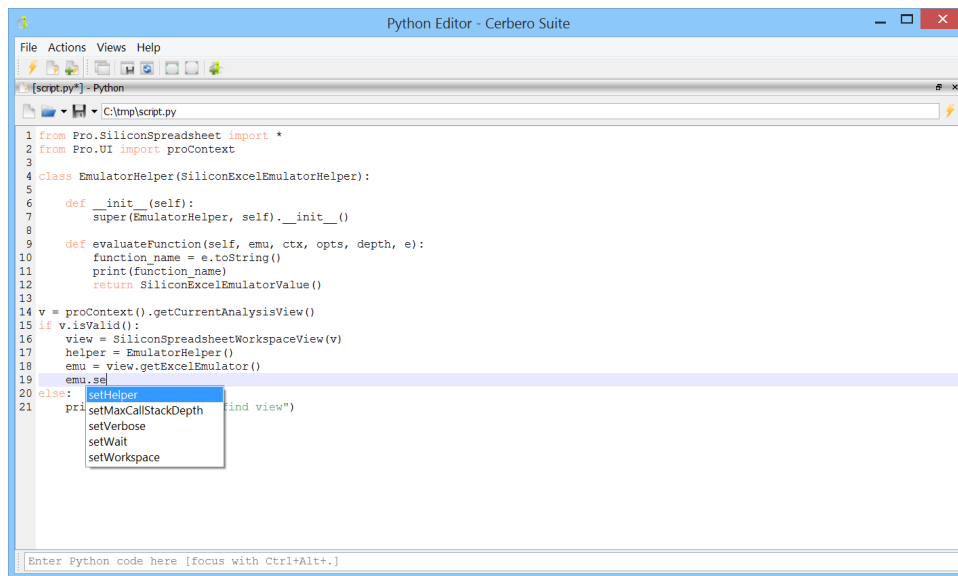 Python Editor - Cerbero Suite
File Actions Views Help
[script.py*] - Python
C:\tmp\script.py
1 from Pro.SiliconSpreadsheet import *
2 from Pro.UI import proContext
3
4 class EmulatorHelper(SiliconExcelEmulatorHelper):
5
6     def __init__(self):
7         super(EmulatorHelper, self).__init__()
8
9     def evaluateFunction(self, emu, ctx, opts, depth, e):
10         function_name = e.toString()
11         print(function_name)
12         return SiliconExcelEmulatorValue()
13
14 v = proContext().getCurrentAnalysisView()
15 if v.isValid():
16     view = SiliconSpreadsheetWorkspaceView(v)
17     helper = EmulatorHelper()
18     emu = view.getExcelEmulator()
19     emu.se
20 else:
21     pri find view")
setHelper
setMaxCallStackDepth
setVerbose
setWait
setWorkspace
Enter Python code here [focus with Ctrl+Alt+.]